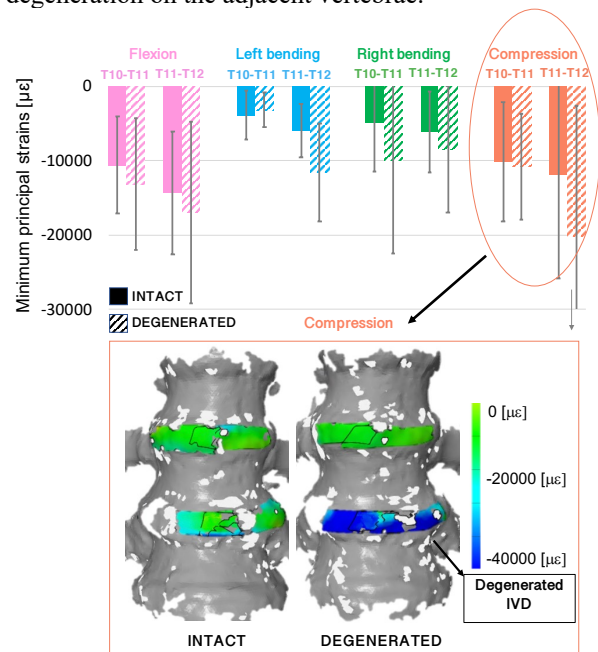 degeneration on the adjacent vertebrae.
Flexion Left bending Right bending Compression
T10-T11 T11-T12 T10-T11 T11-T12 T10-T11 T11-T12 T10-T11 T11-T12
Minimum principal strains [με]
0
-10000
-20000
-30000
INTACT
DEGENERATED
Compression
0 [με]
-20000 [με]
-40000 [με]
Degenerated
IVD
INTACT DEGENERATED